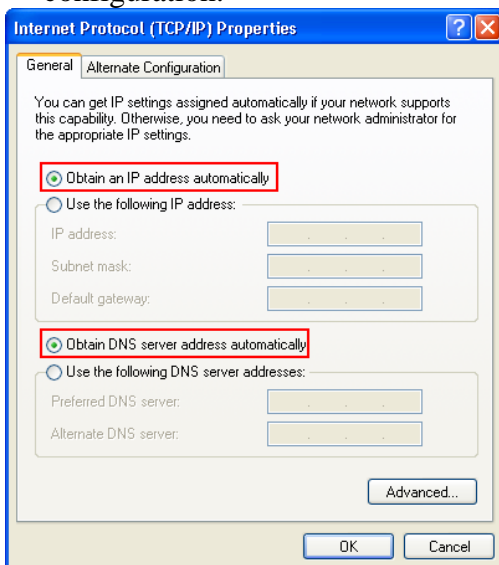 configuration.
Internet Protocol (TCP/IP) Properties
General Alternate Configuration
You can get IP settings assigned automatically if your network supports
this capability. Otherwise, you need to ask your network administrator for
the appropriate IP settings.
Obtain an IP address automatically
Use the following IP address:
IP address:
Subnet mask:
Default gateway:
Obtain DNS server address automatically
Use the following DNS server addresses:
Preferred DNS server:
Alternate DNS server:
Advanced...
OK Cancel